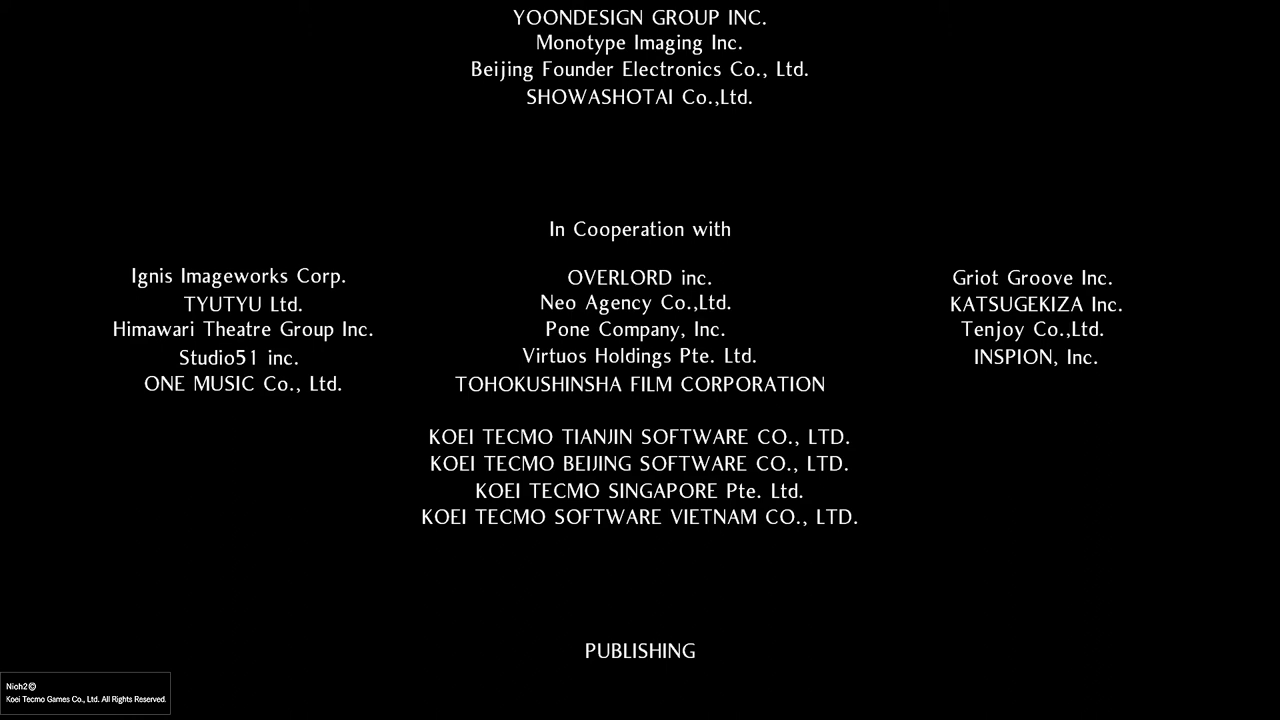 YOONDESIGN GROUP INC.
Monotype Imaging Inc.
Beijing Founder Electronics Co., Ltd.
SHOWASHOTAI Co.,Ltd.
In Cooperation with
Ignis Imageworks Corp.
TYUTYU Ltd.
Himawari Theatre Group Inc.
Studio51 inc.
ONE MUSIC Co., Ltd.
OVERLORD inc.
Neo Agency Co.,Ltd.
Pone Company, Inc.
Virtuos Holdings Pte. Ltd.
TOHOKUSHINSHA FILM CORPORATION
Griot Groove Inc.
KATSUGEKIZA Inc.
Tenjoy Co.,Ltd.
INSPION, Inc.
KOEI TECMO TIANJIN SOFTWARE CO., LTD.
KOEI TECMO BEIJING SOFTWARE CO., LTD.
KOEI TECMO SINGAPORE Pte. Ltd.
KOEI TECMO SOFTWARE VIETNAM CO., LTD.
PUBLISHING
Nioh2©
Koei Tecmo Games Co., Ltd. All Rights Reserved.